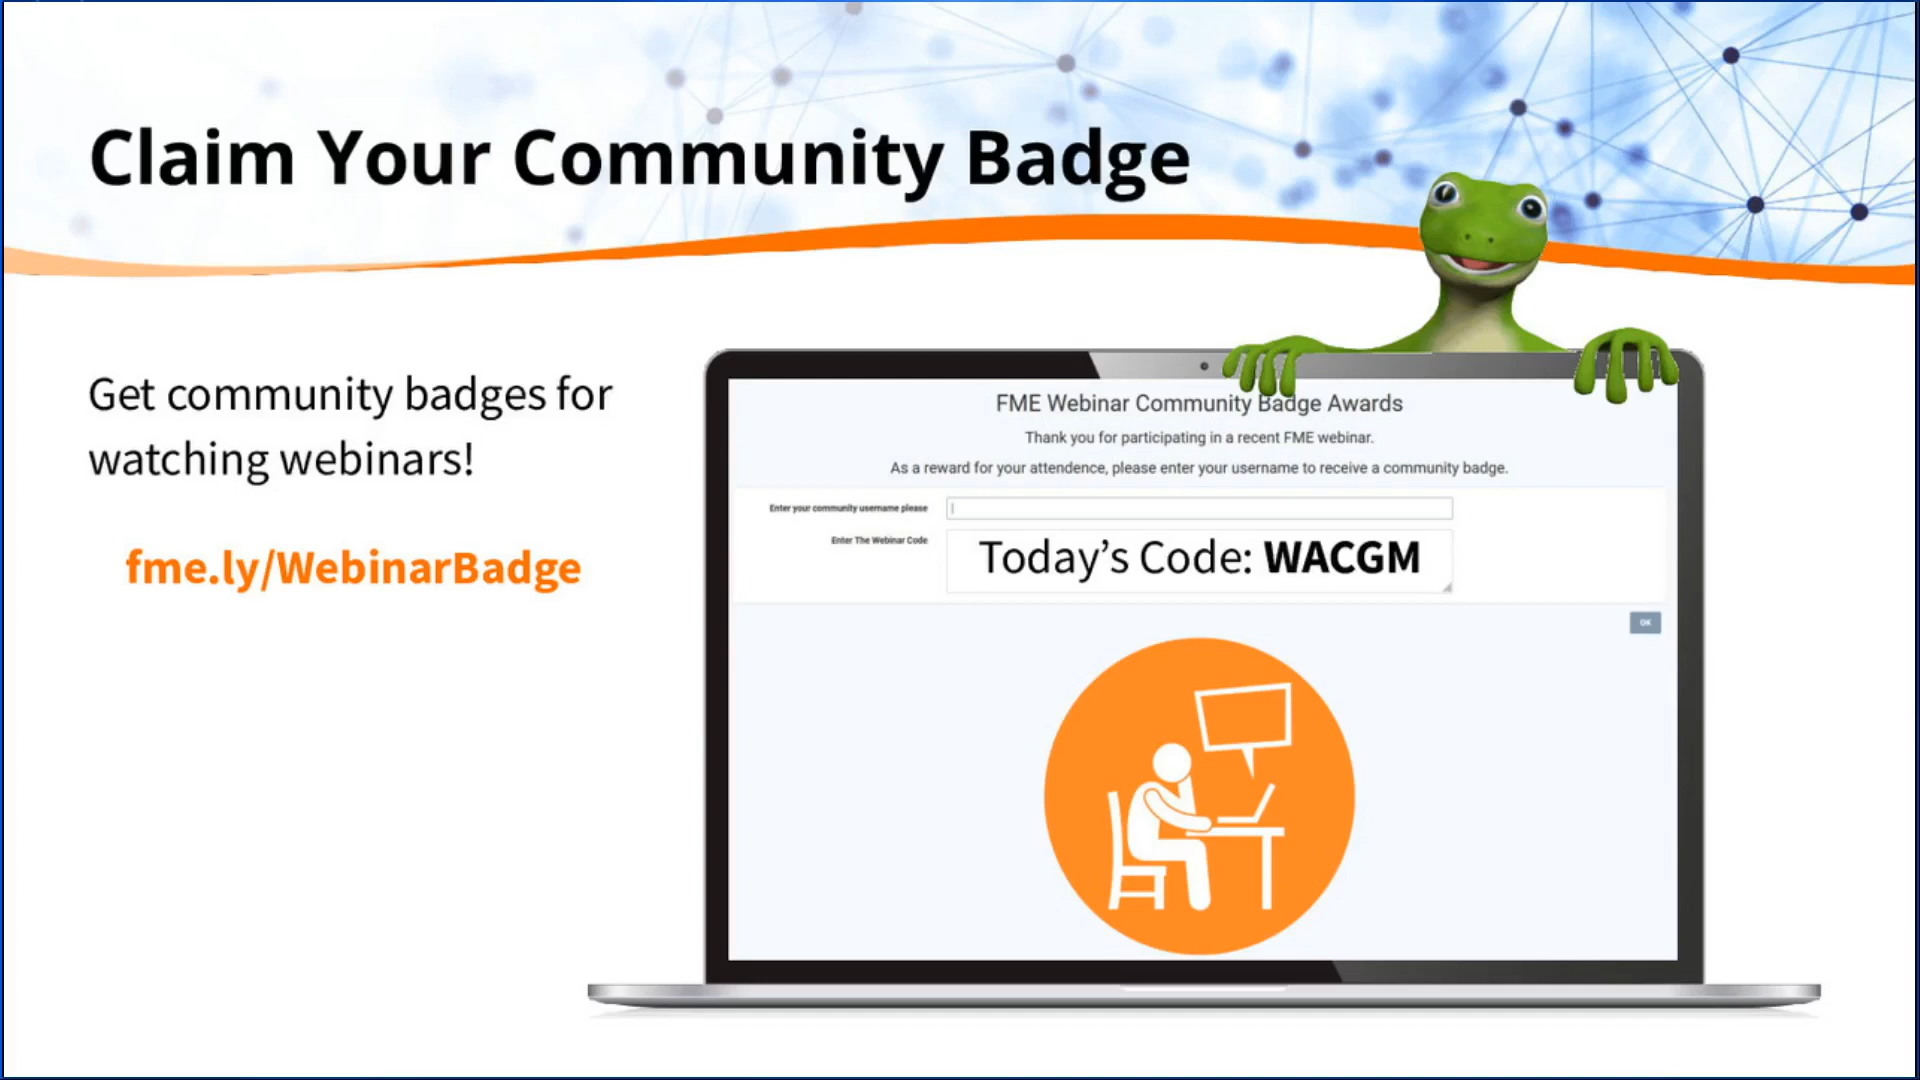 Claim Your Community Badge
Get community badges for
watching webinars!
fme.ly/WebinarBadge
FME Webinar Community Badge Awards
Thank you for participating in a recent FME webinar.
As a reward for your attendence, please enter your username to receive a community badge.
Enter your community username please
Enter The Webinar Code
Today’s Code: WACGM
OK